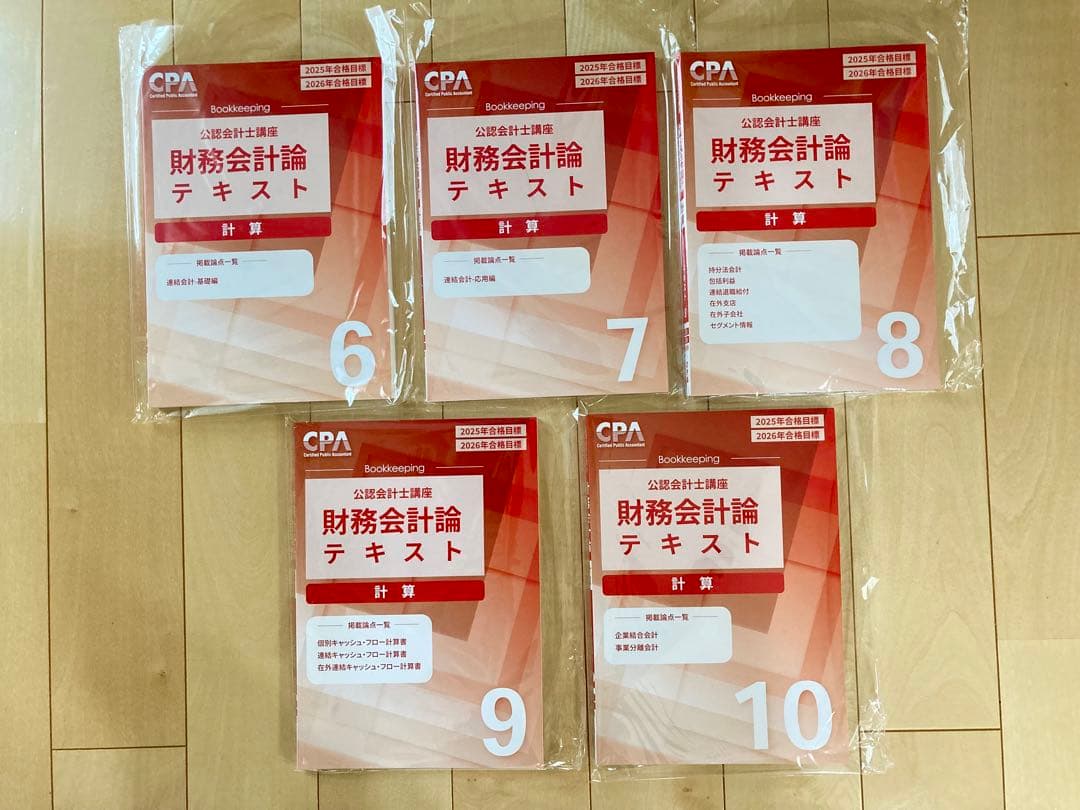 CPA
Certified Public Accountant
2025年合格目標
2026年合格目標
Bookkeeping
公認会計士講座
財務会計論
テキスト
計算
掲載論点一覧
連結会計-基礎編
6
CPA
Certified Public Accountant
2025年合格目標
2026年合格目標
Bookkeeping
公認会計士講座
財務会計論
テキスト
計算
掲載論点一覧
連結会計-応用編
7
CPA
Certified Public Accountant
2025年合格目標
2026年合格目標
Bookkeeping
公認会計士講座
財務会計論
テキスト
計算
掲載論点一覧
持分法会計
包括利益
連結退職給付
在外支店
在外子会社
セグメント情報
8
CPA
Certified Public Accountant
2025年合格目標
2026年合格目標
Bookkeeping
公認会計士講座
財務会計論
テキスト
計算
掲載論点一覧
個別キャッシュ・フロー計算書
連結キャッシュ・フロー計算書
在外連結キャッシュ・フロー計算書
9
CPA
Certified Public Accountant
2025年合格目標
2026年合格目標
Bookkeeping
公認会計士講座
財務会計論
テキスト
計算
掲載論点一覧
企業結合会計
事業分離会計
10